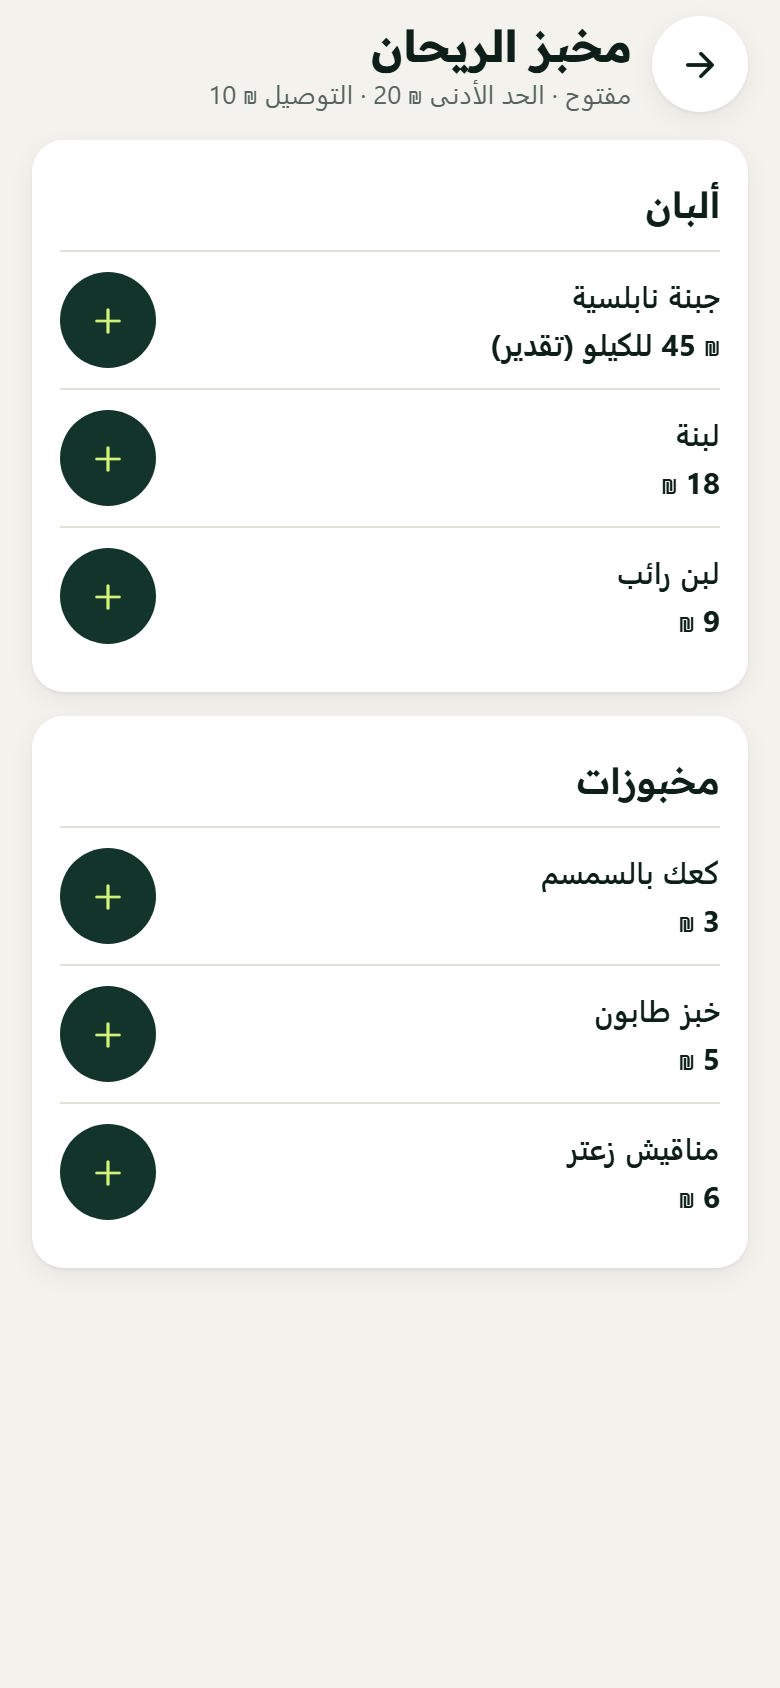 مخبز الريحان
مفتوح · الحد الأدنى ₪ 20 · التوصيل ₪ 10
ألبان
جبنة نابلسية
₪ 45 للكيلو (تقدير)
لبنة
18 ₪
لبن رائب
9 ₪
مخبوزات
كعك بالسمسم
3 ₪
خبز طابون
5 ₪
مناقيش زعتر
6 ₪